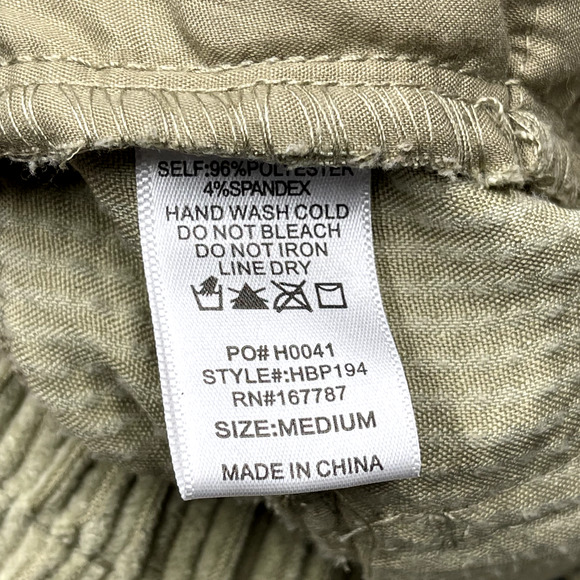 SELF:96%POLYESTER
4%SPANDEX
HAND WASH COLD
DO NOT BLEACH
DO NOT IRON
LINE DRY
PO# H0041
STYLE#:HBP194
RN#167787
SIZE:MEDIUM
MADE IN CHINA